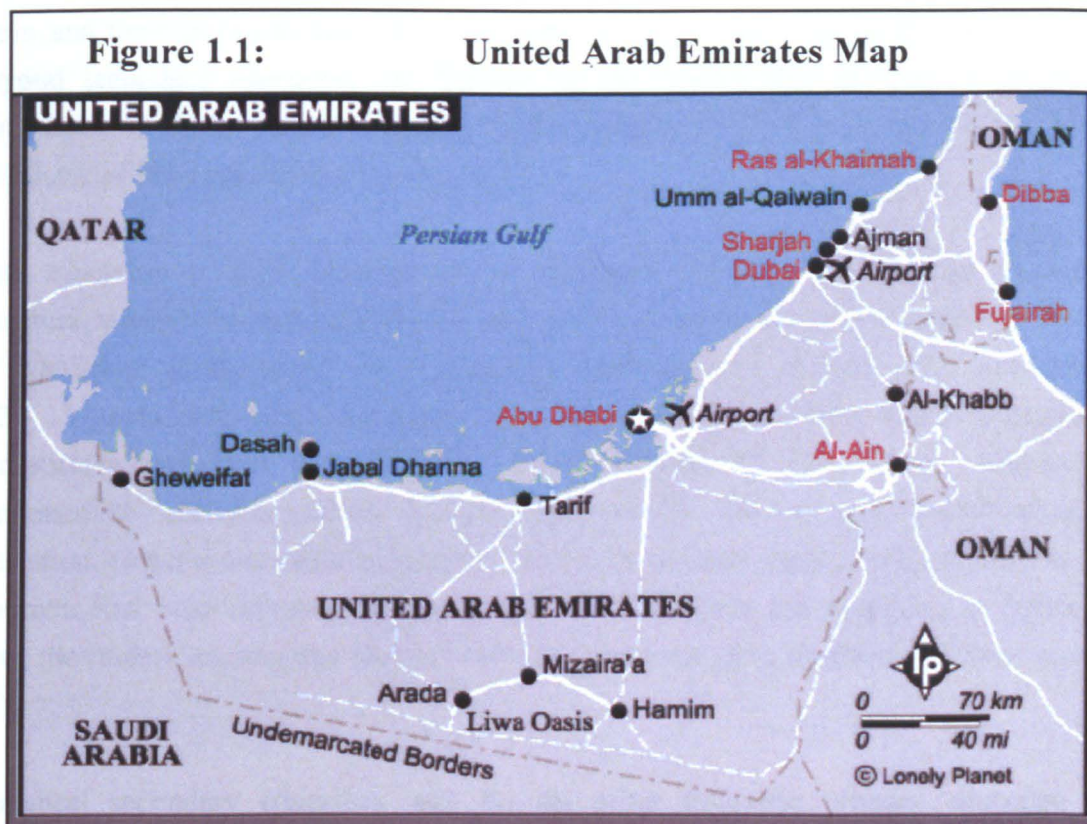 Figure 1.1: United Arab Emirates Map
UNITED ARAB EMIRATES
OMAN
Ras al-Khaimah
Umm al-Qaiwain
Dibba
QATAR
Persian Gulf
Ajman
Sharjah
Dubai
Airport
Fujairah
Abu Dhabi
Airport
Al-Khabb
Dasah
Al-Ain
Jabal Dhanna
Gheweifat
Tarif
OMAN
UNITED ARAB EMIRATES
lp
Mizaira'a
Arada
0 70 km
Liwa Oasis
Hamim
SAUDI
ARABIA
Undemarcated Borders
0 40 mi
© Lonely Planet